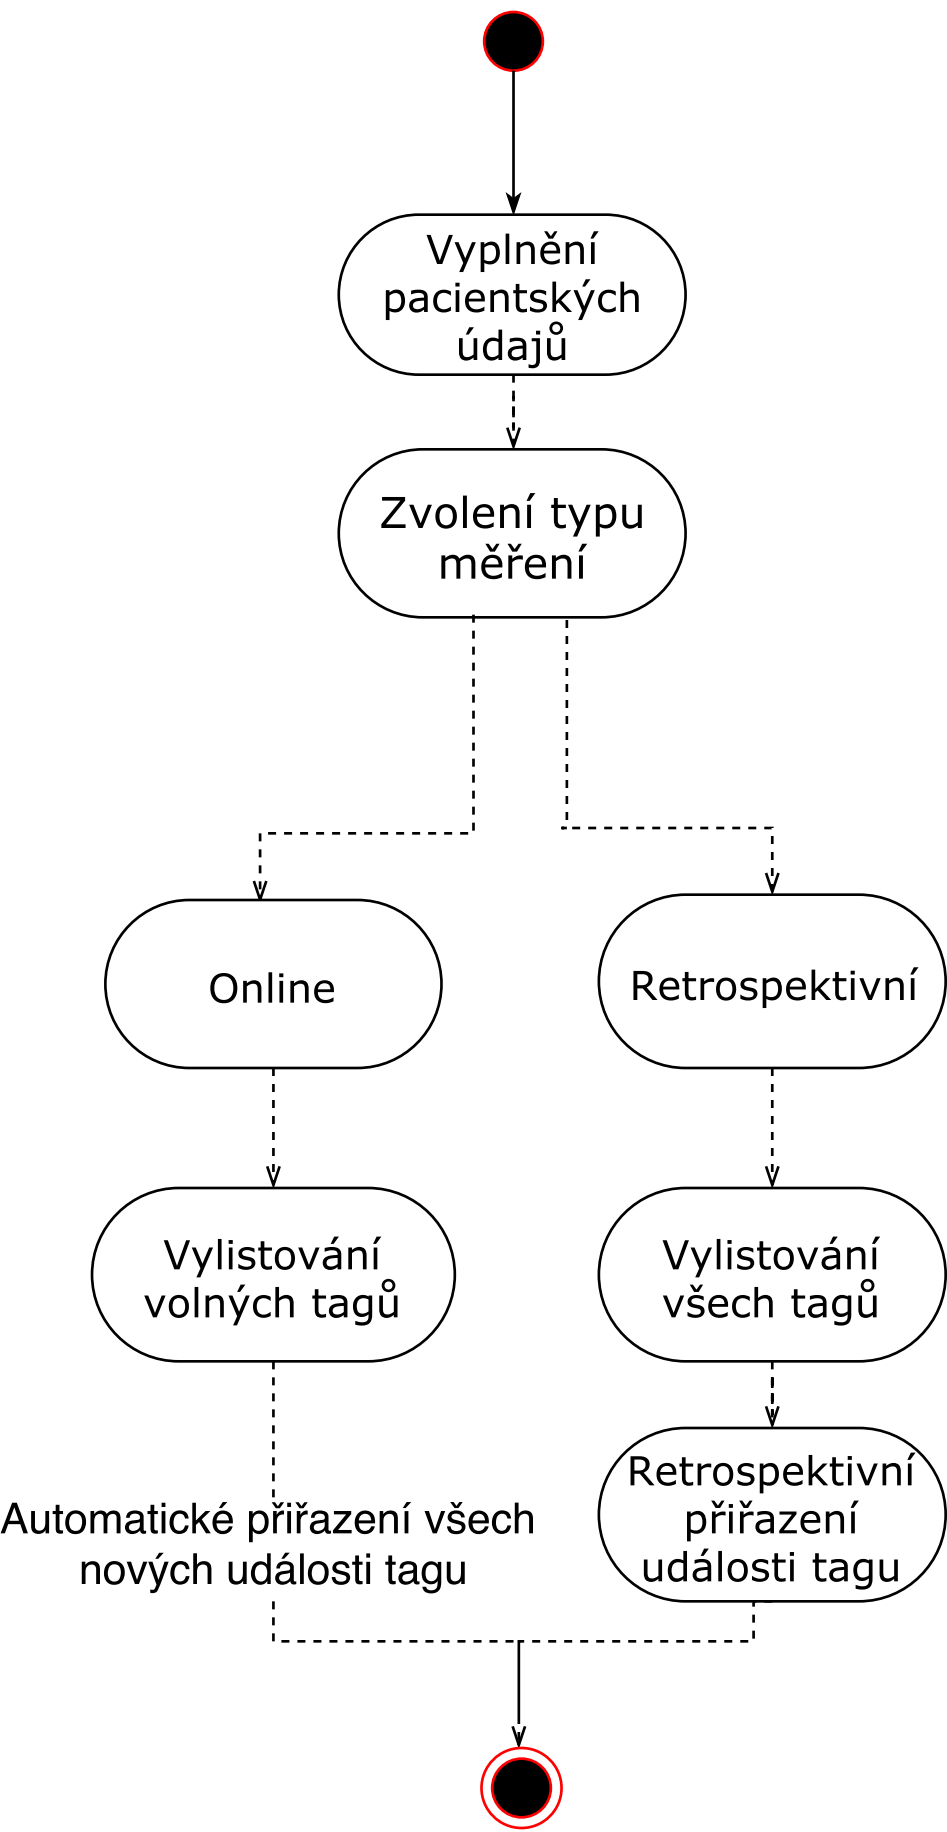 Vyplnění
pacientských
údajů
Zvolení typu
měření
Online
Retrospektivní
Vylistování
volných tagů
Vylistování
všech tagů
Automatické přiřazení všech
nových události tagu
Retrospektivní
přiřazení
události tagu